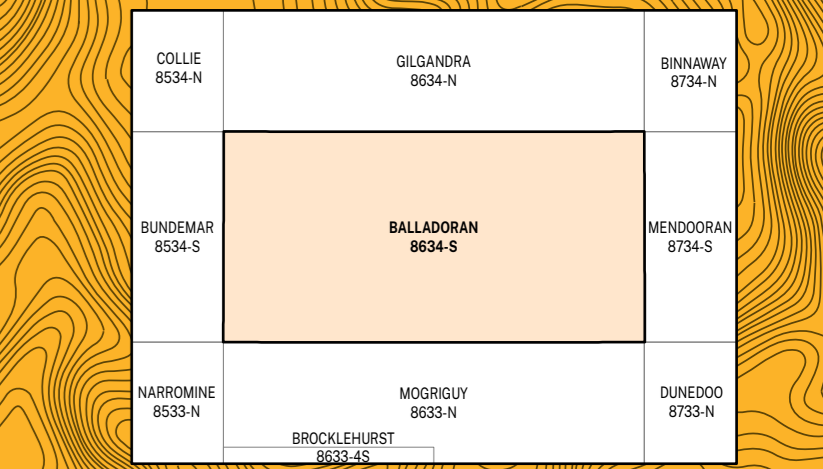 COLLIE
8534-N
GILGANDRA
8634-N
BINNAWAY
8734-N
BUNDEMAR
8534-S
BALLADORAN
8634-S
MENDOORAN
8734-S
NARROMINE
8533-N
MOGRIGUY
8633-N
DUNEDOO
8733-N
BROCKLEHURST
8633-4S